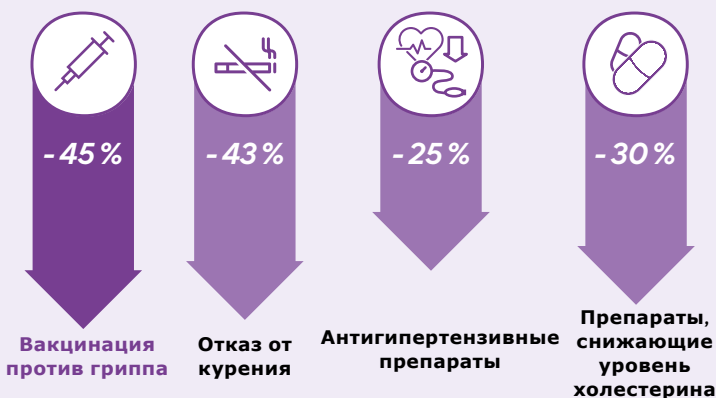 -45%
-43%
-25%
-30%
Вакцинация
против гриппа
Отказ от
курения
Антигипертензивные
препараты
Препараты,
снижающие
уровень
холестерина